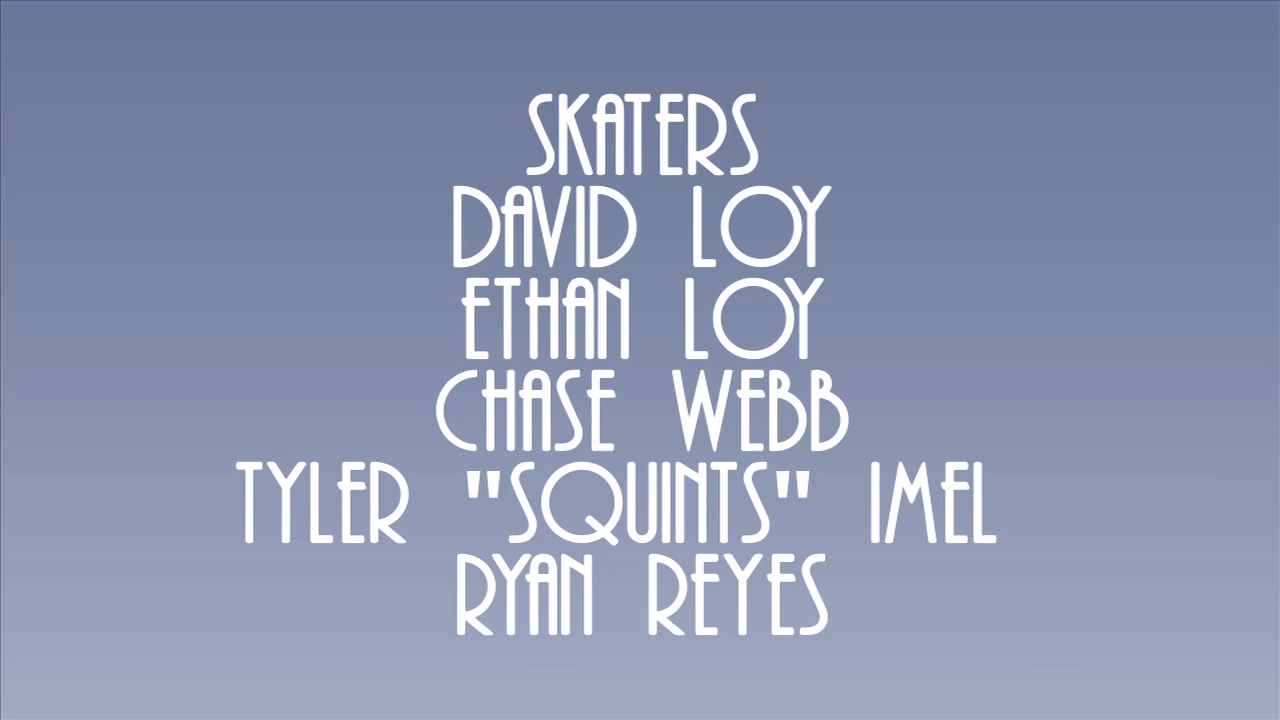 SKATERS
DAVID LOY
ETHAN LOY
CHASE WEBB
TYLER "SQUINTS" IMEL
RYAN REYES